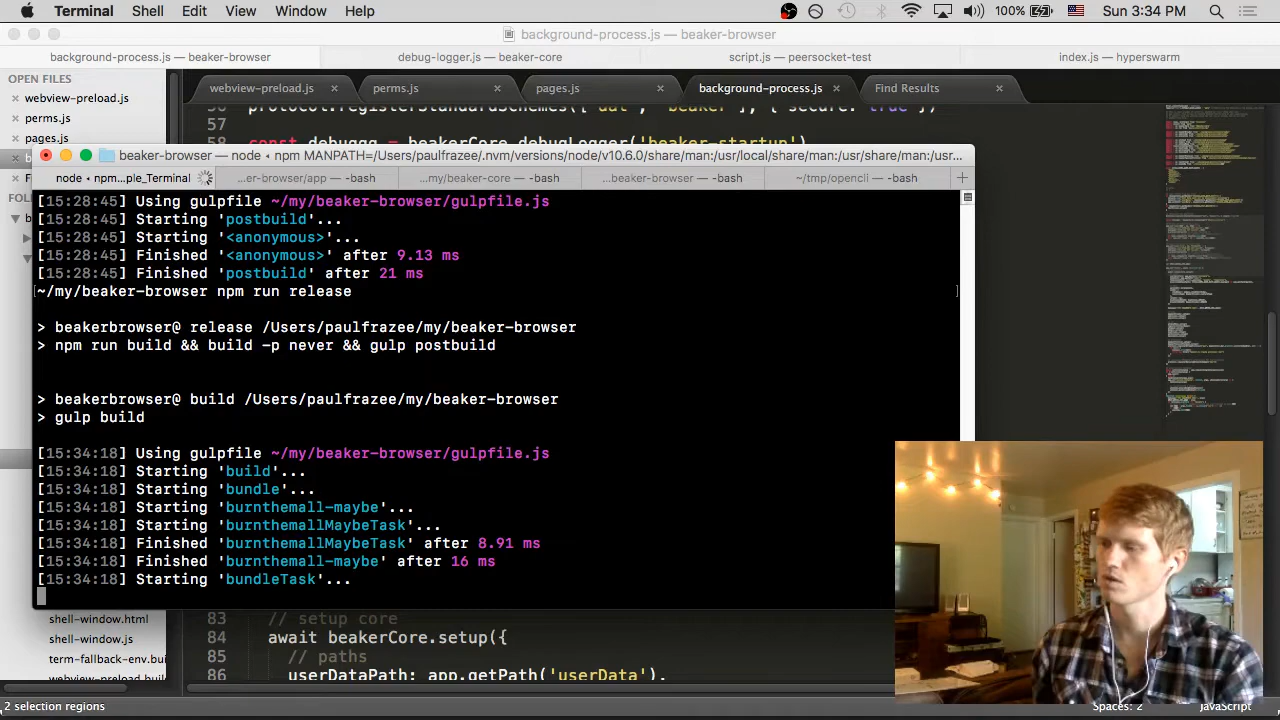 Terminal Shell Edit View Window Help 100% Sun 3:34 PM
background-process.js — beaker-browser
background-process.js — beaker-browser debug-logger.js — beaker-core script.js — peersocket-test index.js — hyperswarm
OPEN FILES
webview-preload.js
perms.js
pages.js
webview-preload.js perms.js pages.js background-process.js Find Results
57
beaker-browser — node ◂ npm MANPATH=/Users/paulfrazee/.nvm/versions/node/v10.6.0/share/man:/usr/local/share/man:/usr/share/man:/usr...
node ◂ npm...ple_Terminal ...er-browser/app — -bash ...my/beaker-browser — -bash ...beaker-browser — -bash ~/tmp/opencli — -bash
[15:28:45] Using gulpfile ~/my/beaker-browser/gulpfile.js
[15:28:45] Starting 'postbuild'...
[15:28:45] Starting '<anonymous>'...
[15:28:45] Finished '<anonymous>' after 9.13 ms
[15:28:45] Finished 'postbuild' after 21 ms
~/my/beaker-browser npm run release
> beakerbrowser@ release /Users/paulfrazee/my/beaker-browser
> npm run build && build -p never && gulp postbuild
> beakerbrowser@ build /Users/paulfrazee/my/beaker-browser
> gulp build
[15:34:18] Using gulpfile ~/my/beaker-browser/gulpfile.js
[15:34:18] Starting 'build'...
[15:34:18] Starting 'bundle'...
[15:34:18] Starting 'burnthemall-maybe'...
[15:34:18] Starting 'burnthemallMaybeTask'...
[15:34:18] Finished 'burnthemallMaybeTask' after 8.91 ms
[15:34:18] Finished 'burnthemall-maybe' after 16 ms
[15:34:18] Starting 'bundleTask'...
shell-window.html
shell-window.js
term-fallback-env.bui
webview-preload.buil
83 // setup core
84 await beakerCore.setup({
85 // paths
86 userDataPath: app.getPath('userData'),
2 selection regions Spaces: 2 JavaScript